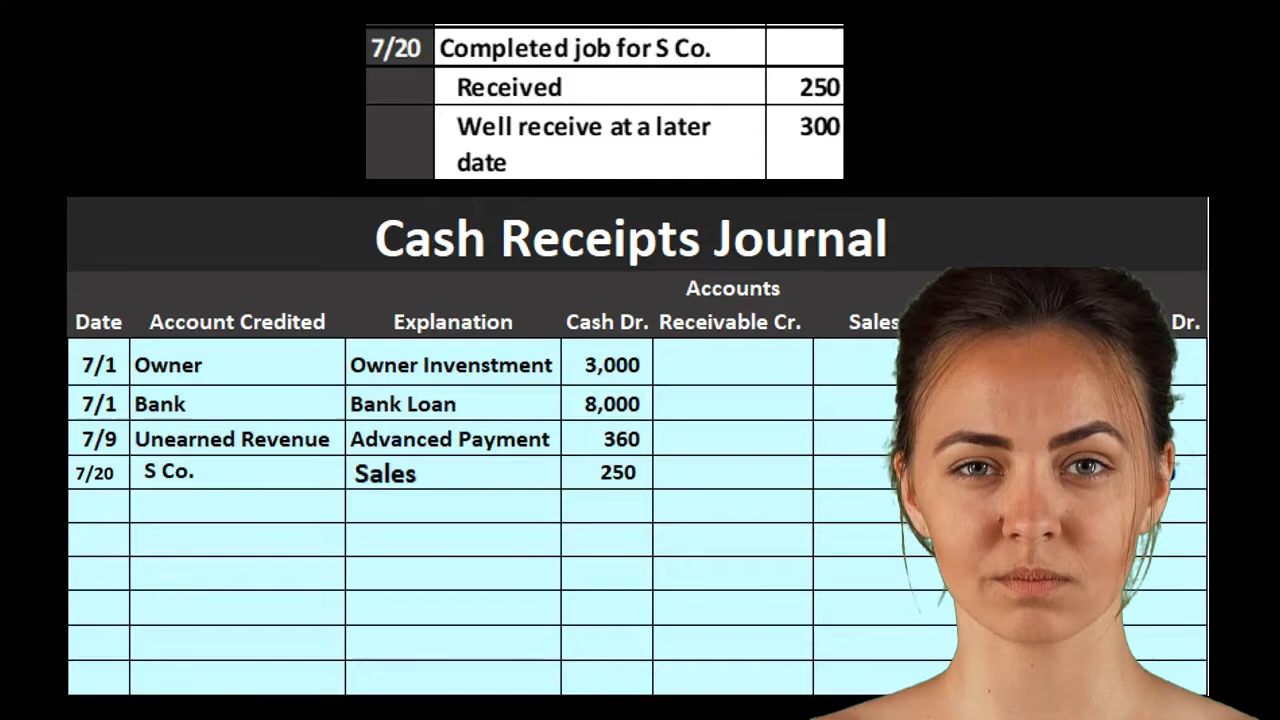 7/20 Completed job for S Co.
Received 250
Well receive at a later 300
date
Cash Receipts Journal
Accounts
Date Account Credited Explanation Cash Dr. Receivable Cr. Sales Dr.
7/1 Owner Owner Invenstment 3,000
7/1 Bank Bank Loan 8,000
7/9 Unearned Revenue Advanced Payment 360
7/20 S Co. Sales 250